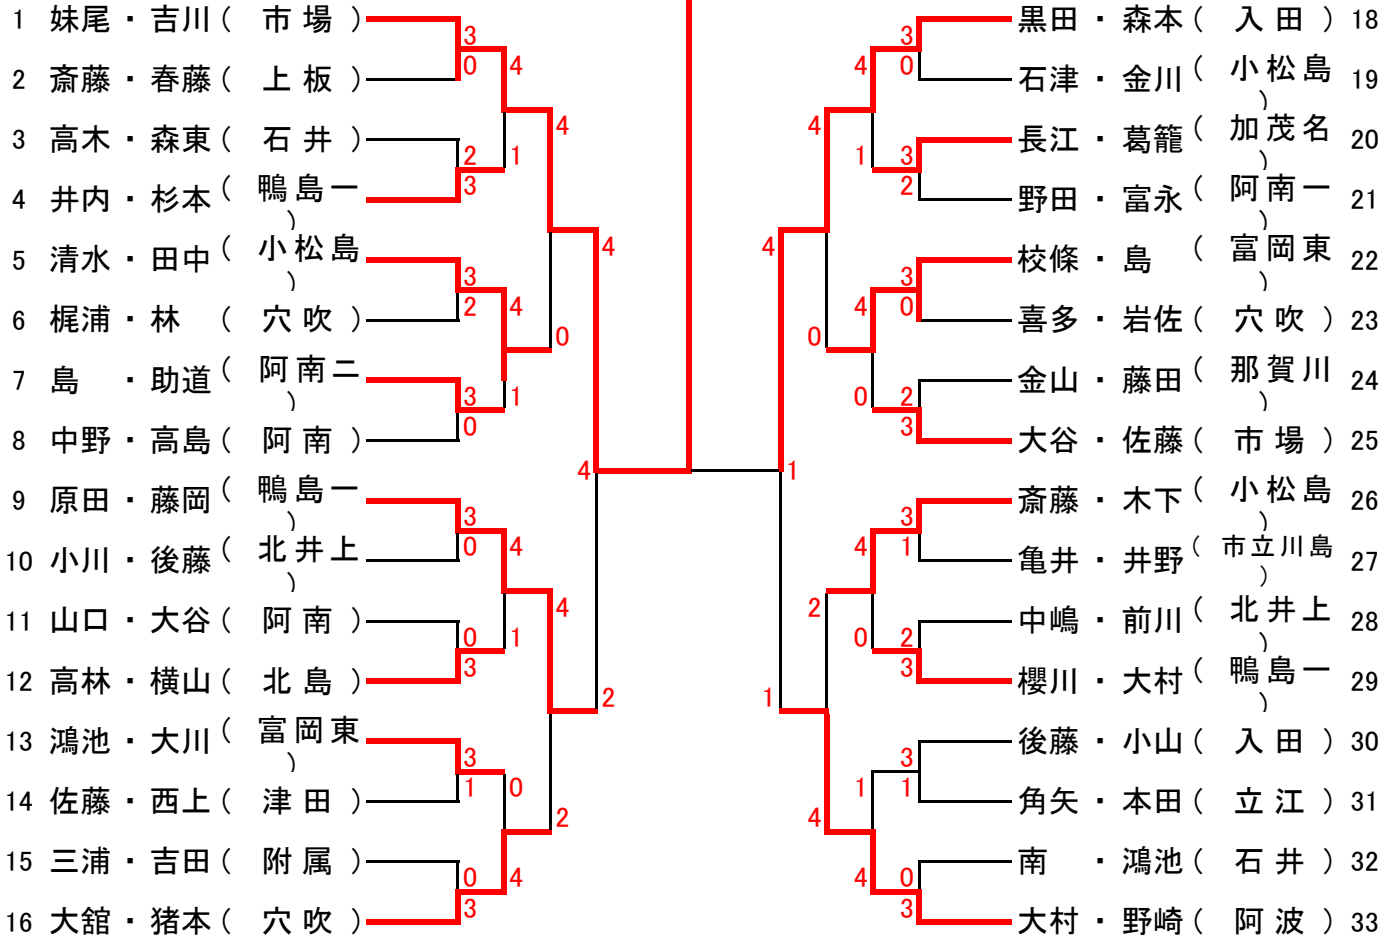 1 妹尾・吉川( 市場 )
2 斎藤・春藤( 上板 )
3 高木・森東( 石井 )
4 井内・杉本( 鴨島一 )
5 清水・田中( 小松島 )
6 梶浦・林 ( 穴吹 )
7 島 ・助道( 阿南二 )
8 中野・高島( 阿南 )
9 原田・藤岡( 鴨島一 )
10 小川・後藤( 北井上 )
11 山口・大谷( 阿南 )
12 高林・横山( 北島 )
13 鴻池・大川( 富岡東 )
14 佐藤・西上( 津田 )
15 三浦・吉田( 附属 )
16 大舘・猪本( 穴吹 )
3
0
4
2
3
1
4
3
2
4
3
0
1
0
4
3
0
4
0
3
1
4
3
1
0
0
3
4
2
2
4
黒田・森本( 入田 ) 18
石津・金川( 小松島 ) 19
長江・葛籠( 加茂名 ) 20
野田・富永( 阿南一 ) 21
校條・島 ( 富岡東 ) 22
喜多・岩佐( 穴吹 ) 23
金山・藤田( 那賀川 ) 24
大谷・佐藤( 市場 ) 25
斎藤・木下( 小松島 ) 26
亀井・井野( 市立川島 ) 27
中嶋・前川( 北井上 ) 28
櫻川・大村( 鴨島一 ) 29
後藤・小山( 入田 ) 30
角矢・本田( 立江 ) 31
南 ・鴻池( 石井 ) 32
大村・野崎( 阿波 ) 33
3
0
4
3
2
1
4
3
0
4
2
3
0
0
4
3
1
4
2
3
0
2
3
1
1
0
3
4
4
1
1